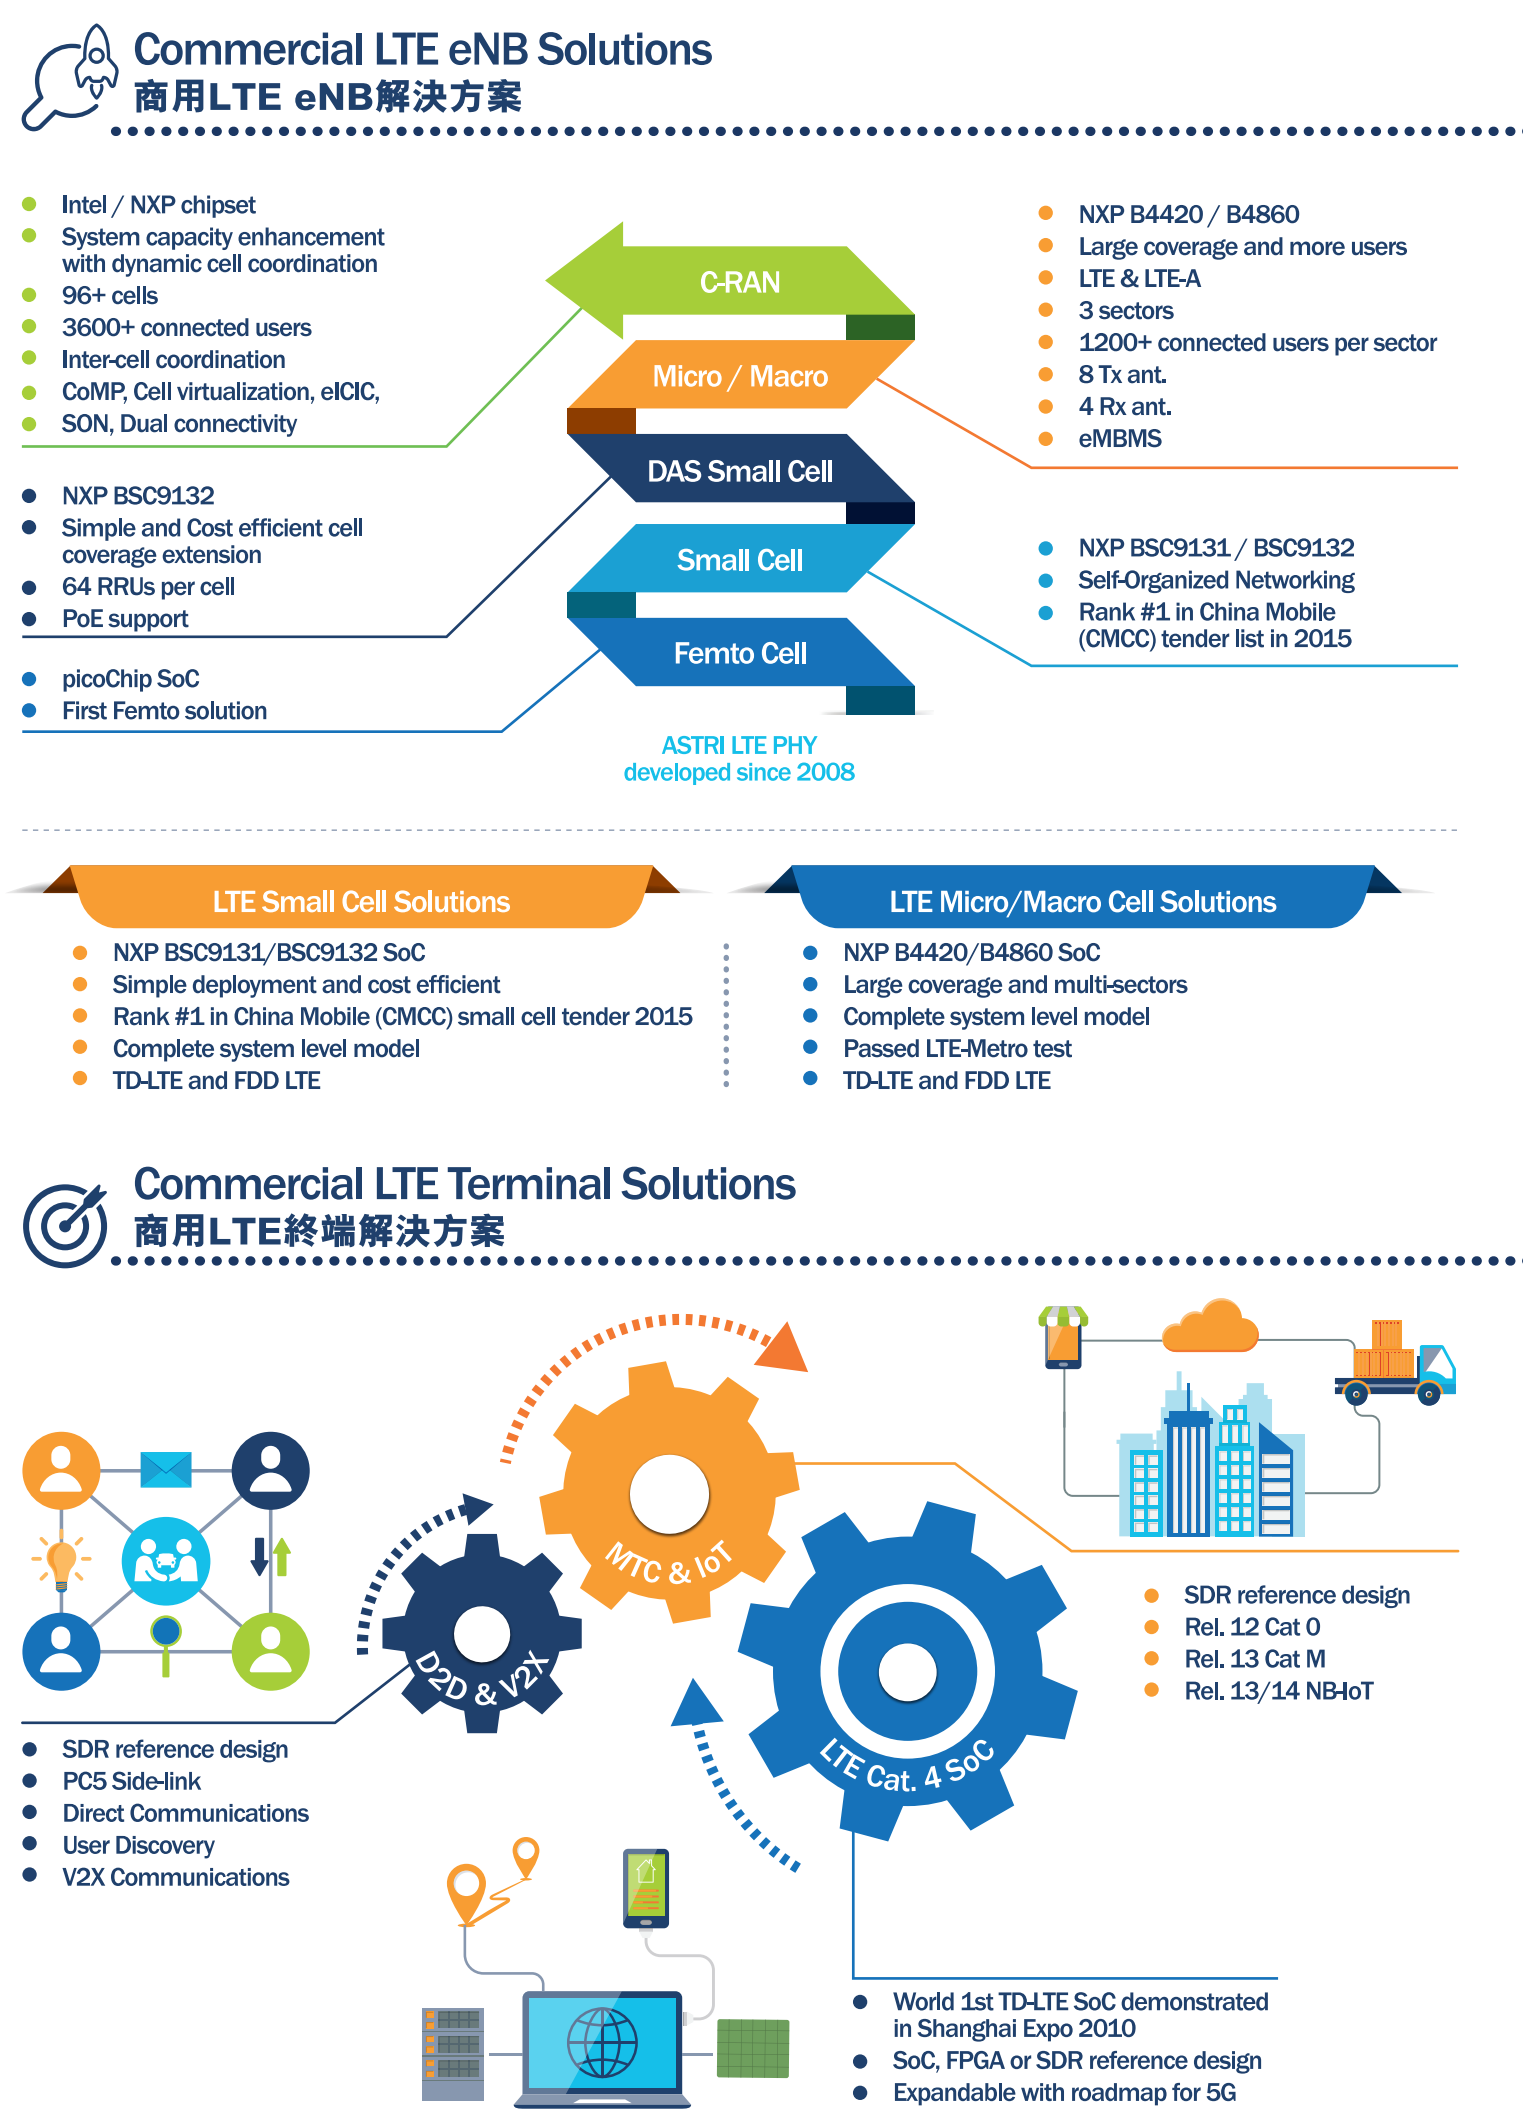 Commercial LTE eNB Solutions
商用LTE eNB解決方案
Intel / NXP chipset
System capacity enhancement
with dynamic cell coordination
96+ cells
3600+ connected users
Inter-cell coordination
CoMP, Cell virtualization, eICIC,
SON, Dual connectivity
NXP BSC9132
Simple and Cost efficient cell
coverage extension
64 RRUs per cell
PoE support
picoChip SoC
First Femto solution
C-RAN
Micro / Macro
DAS Small Cell
Small Cell
Femto Cell
ASTRI LTE PHY
developed since 2008
NXP B4420 / B4860
Large coverage and more users
LTE & LTE-A
3 sectors
1200+ connected users per sector
8 Tx ant.
4 Rx ant.
eMBMS
NXP BSC9131 / BSC9132
Self-Organized Networking
Rank #1 in China Mobile
(CMCC) tender list in 2015
LTE Small Cell Solutions
NXP BSC9131/BSC9132 SoC
Simple deployment and cost efficient
Rank #1 in China Mobile (CMCC) small cell tender 2015
Complete system level model
TD-LTE and FDD LTE
LTE Micro/Macro Cell Solutions
NXP B4420/B4860 SoC
Large coverage and multi-sectors
Complete system level model
Passed LTE-Metro test
TD-LTE and FDD LTE
Commercial LTE Terminal Solutions
商用LTE終端解決方案
MTC & IoT
D2D & V2X
LTE Cat. 4 SoC
SDR reference design
Rel. 12 Cat 0
Rel. 13 Cat M
Rel. 13/14 NB-IoT
SDR reference design
PC5 Side-link
Direct Communications
User Discovery
V2X Communications
World 1st TD-LTE SoC demonstrated
in Shanghai Expo 2010
SoC, FPGA or SDR reference design
Expandable with roadmap for 5G